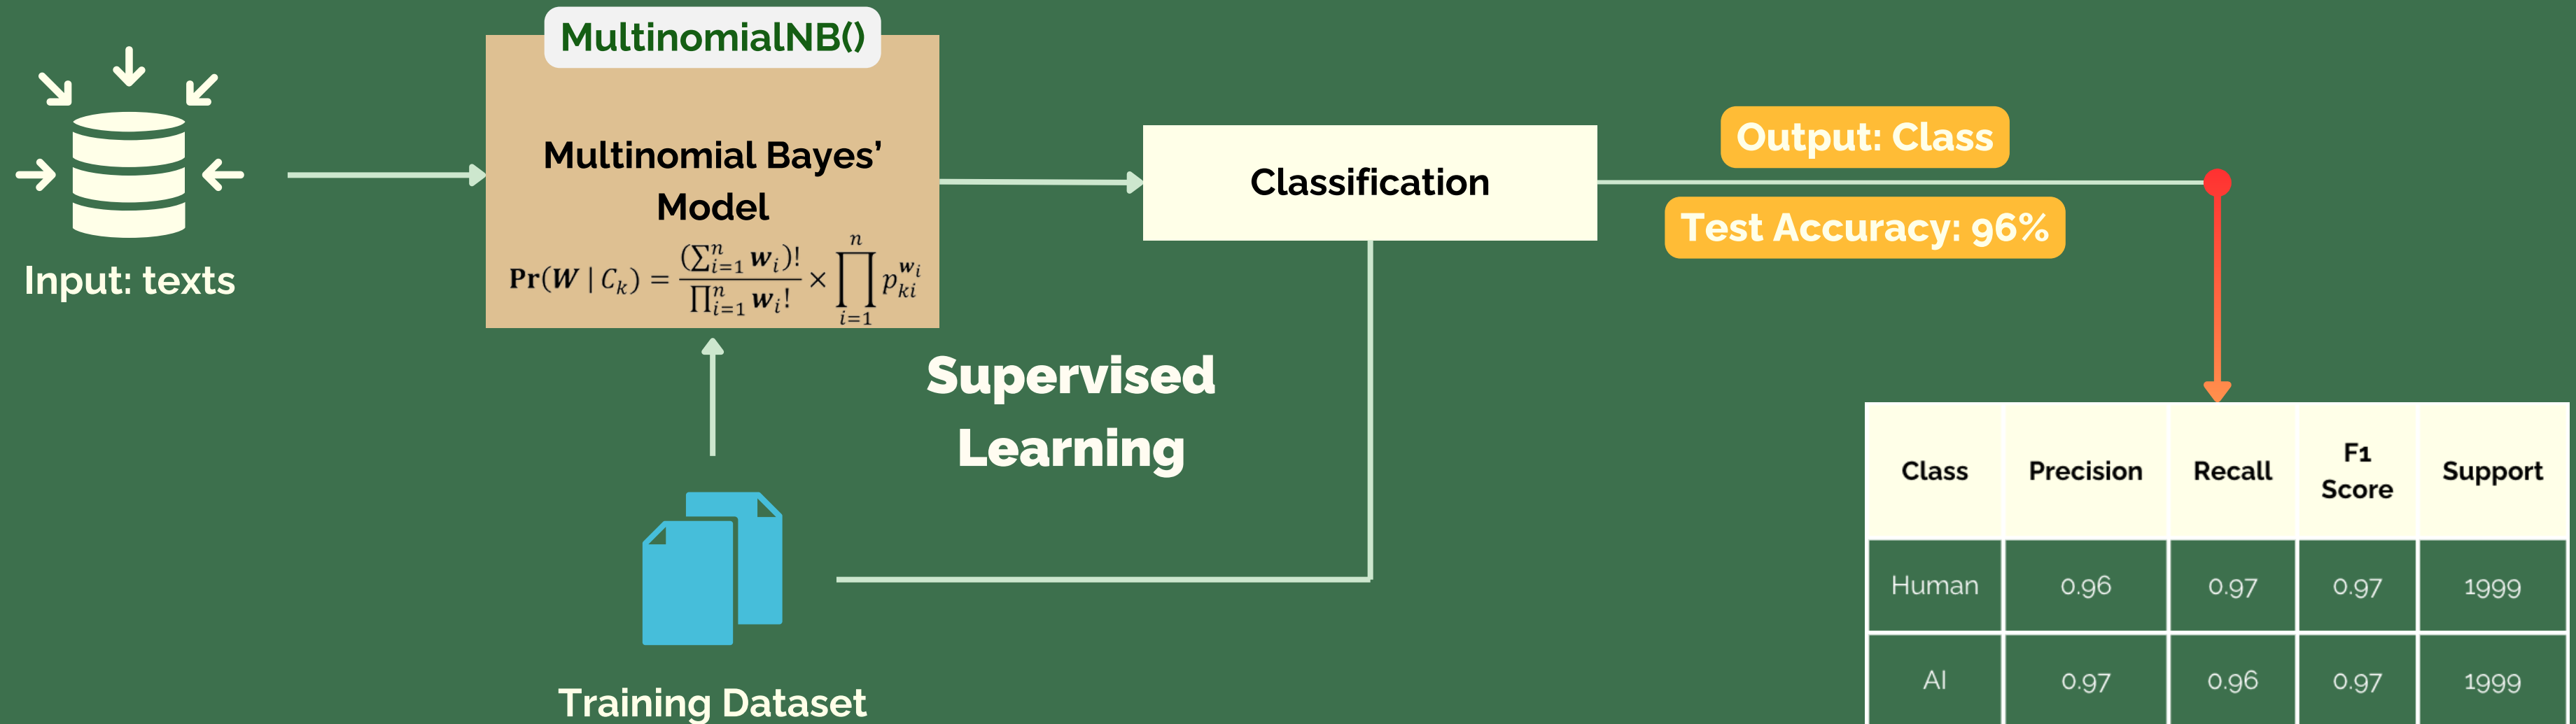 MultinomialNB()
Multinomial Bayes’
Model
Pr(W | C_k) = (∑_{i=1}^{n} w_i)! / ∏_{i=1}^{n} w_i! × ∏_{i=1}^{n} p_{ki}^{w_i}
Input: texts
Classification
Output: Class
Test Accuracy: 96%
Supervised
Learning
Training Dataset
Class Precision Recall F1 Score Support
Human 0.96 0.97 0.97 1999
AI 0.97 0.96 0.97 1999